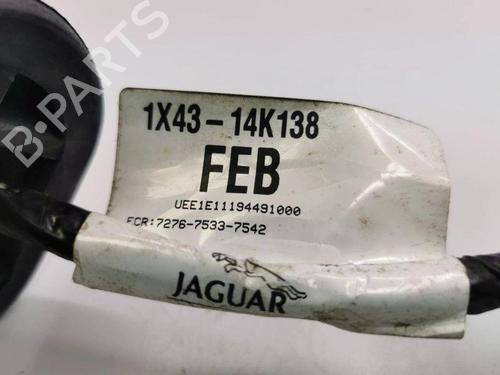 B-PARTS
1X43-14K138
FEB
UEE1E11194491000
FCR:7276-7533-7542
JAGUAR